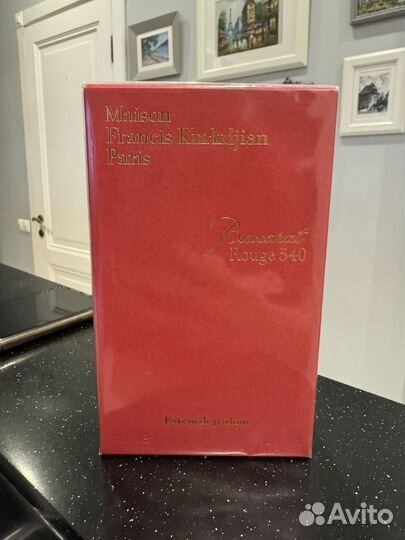 Maison
Francis Kurkdjian
Paris
Baccarat
Rouge 540
Extrait de parfum
Avito